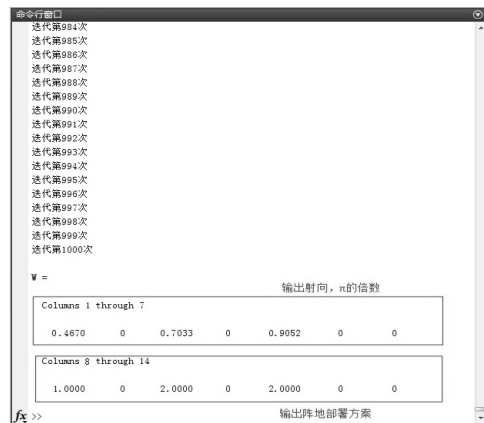 命令行窗口
迭代第984次
迭代第985次
迭代第986次
迭代第987次
迭代第988次
迭代第989次
迭代第990次
迭代第991次
迭代第992次
迭代第993次
迭代第994次
迭代第995次
迭代第996次
迭代第997次
迭代第998次
迭代第999次
迭代第1000次
W =
输出射向，π的倍数
Columns 1 through 7
0.4670 0 0.7033 0 0.9052 0 0
Columns 8 through 14
1.0000 0 2.0000 0 2.0000 0 0
输出阵地部署方案
fx >>